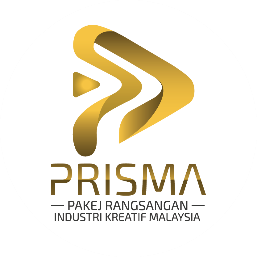 PRISMA
— PAKEJ RANGSANGAN —
INDUSTRI KREATIF MALAYSIA